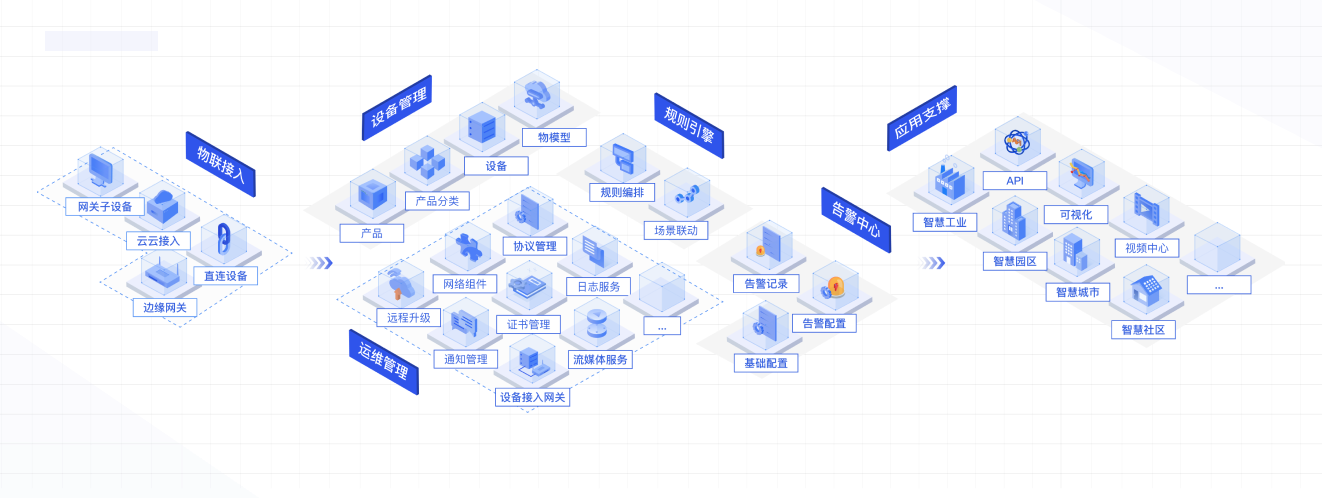 物联接入
网关子设备
云云接入
直连设备
边缘网关
设备管理
物模型
设备
产品分类
产品
规则引擎
规则编排
场景联动
运维管理
协议管理
网络组件
日志服务
远程升级
证书管理
...
通知管理
流媒体服务
设备接入网关
告警中心
告警记录
告警配置
基础配置
应用支撑
API
智慧工业
可视化
智慧园区
视频中心
智慧城市
...
智慧社区